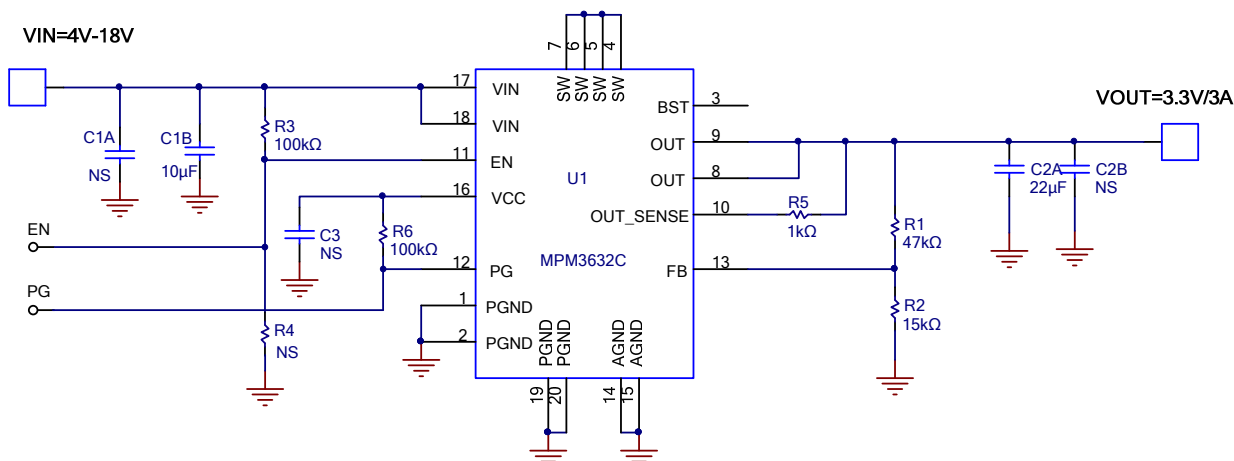 VIN=4V-18V
VOUT=3.3V/3A
7
6
5
4
SW
SW
SW
SW
17
VIN
18
VIN
11
EN
16
VCC
12
PG
1
PGND
2
PGND
BST
3
OUT
9
OUT
8
OUT_SENSE
10
FB
13
U1
MPM3632C
PGND
PGND
AGND
AGND
19
20
14
15
C1A
NS
C1B
10µF
R3
100kΩ
EN
PG
C3
NS
R6
100kΩ
R4
NS
R5
1kΩ
R1
47kΩ
R2
15kΩ
C2A
22µF
C2B
NS